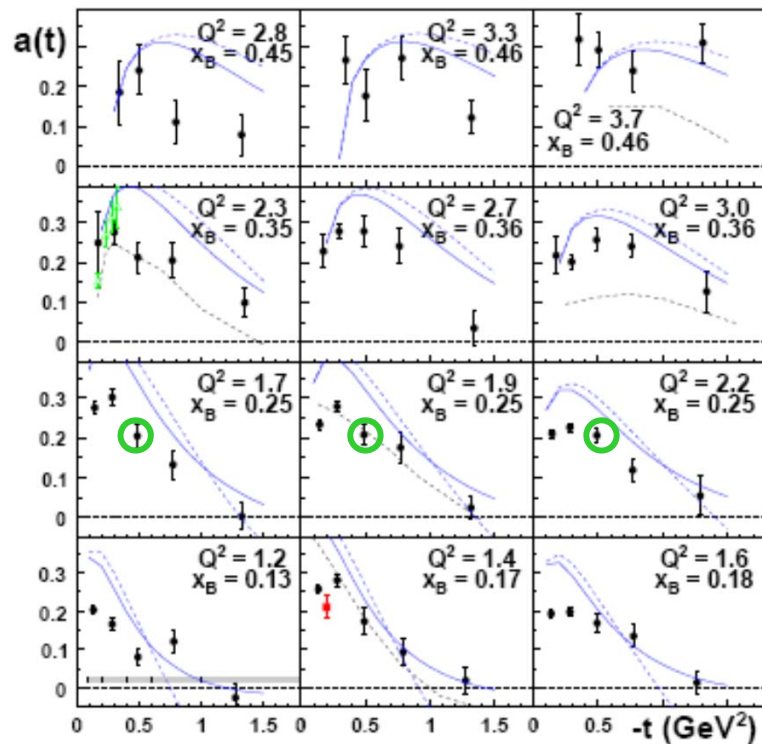 a(t)
Q² = 2.8
x_B = 0.45
Q² = 3.3
x_B = 0.46
Q² = 3.7
x_B = 0.46
0.3
0.2
0.1
0
Q² = 2.3
x_B = 0.35
Q² = 2.7
x_B = 0.36
Q² = 3.0
x_B = 0.36
0.3
0.2
0.1
0
Q² = 1.7
x_B = 0.25
Q² = 1.9
x_B = 0.25
Q² = 2.2
x_B = 0.25
0.3
0.2
0.1
0
Q² = 1.2
x_B = 0.13
Q² = 1.4
x_B = 0.17
Q² = 1.6
x_B = 0.18
0.3
0.2
0.1
0
0 0.5 1 1.5 0 0.5 1 1.5 0 0.5 1 1.5
-t (GeV²)